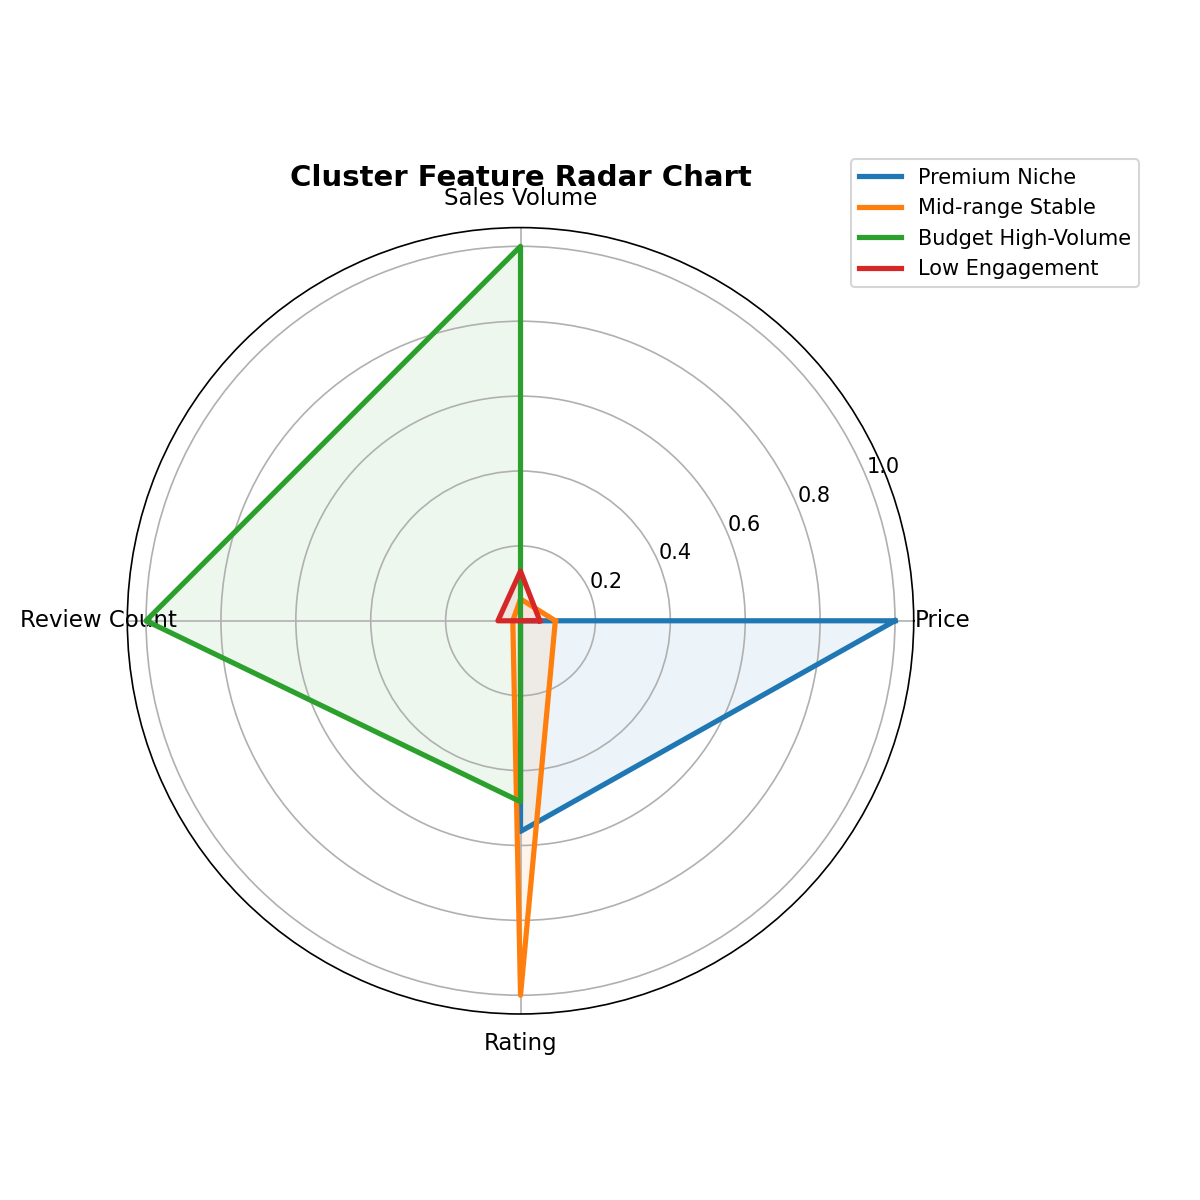 Cluster Feature Radar Chart
Sales Volume
Premium Niche
Mid-range Stable
Budget High-Volume
Low Engagement
1.0
0.8
0.6
0.4
0.2
Review Count
Price
Rating